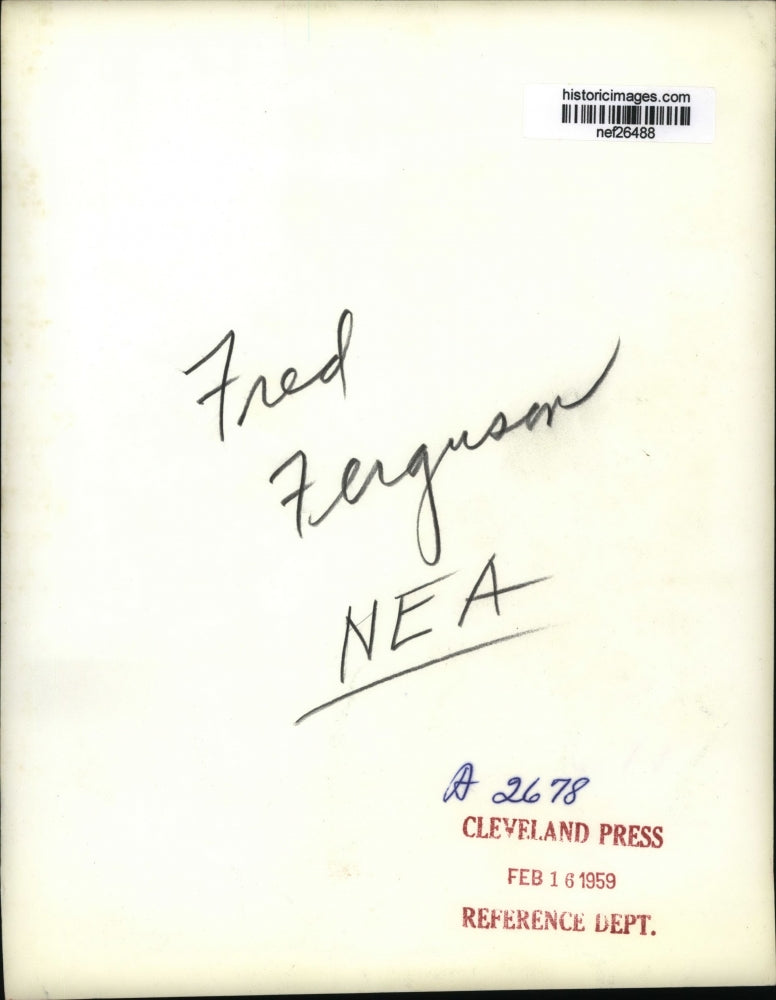 historicimages.com
nef26488
Fred
Ferguson
NEA
A 2678
CLEVELAND PRESS
FEB 16 1959
REFERENCE DEPT.